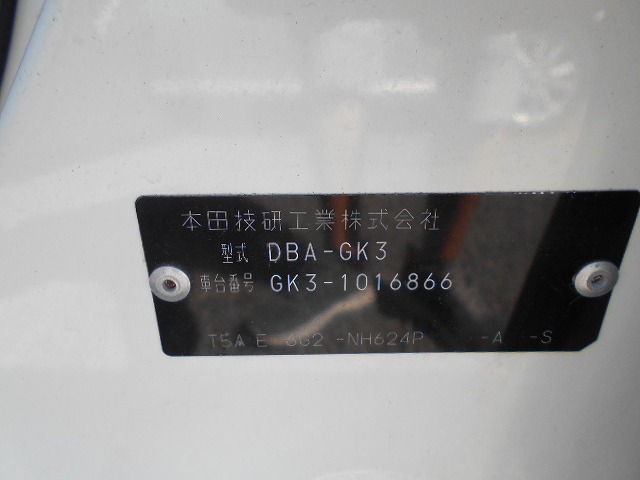 本田技研工業株式会社
型式 DBA-GK3
車台番号 GK3-1016866
T5A E 6G2 -NH624P -A -S